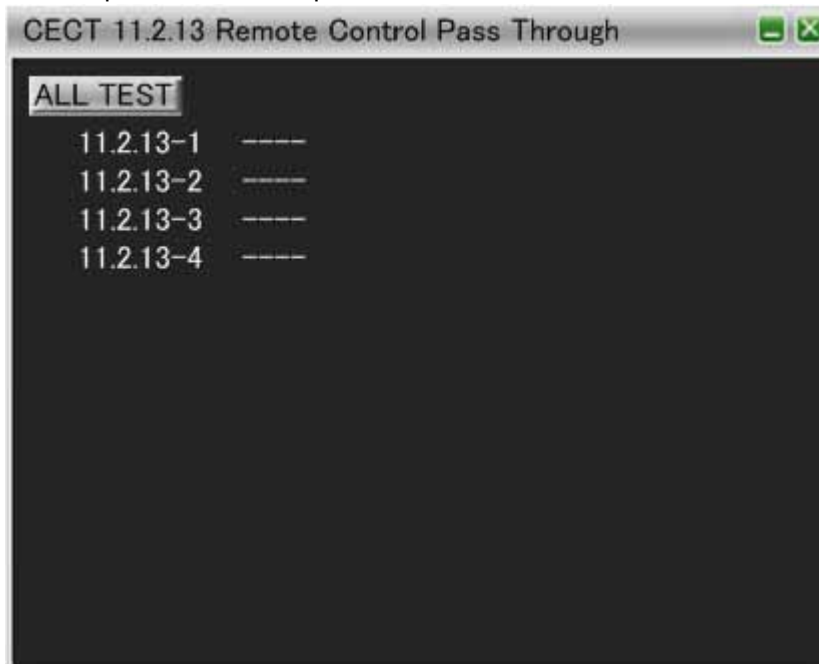 CECT 11.2.13 Remote Control Pass Through
ALL TEST
11.2.13-1 ----
11.2.13-2 ----
11.2.13-3 ----
11.2.13-4 ----